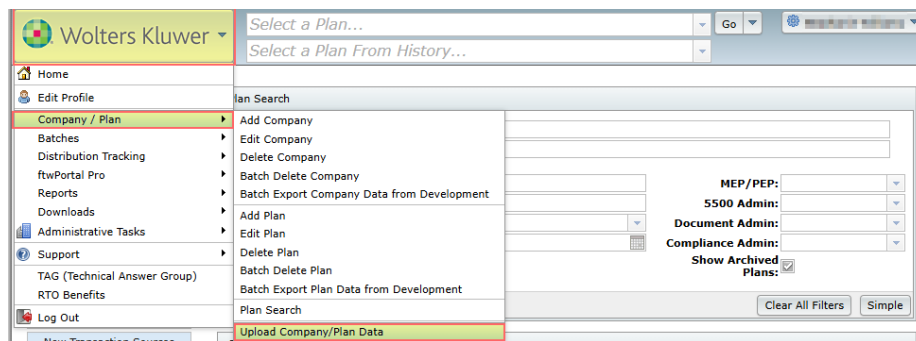 Wolters Kluwer
Select a Plan...
Go
Select a Plan From History...
Home
Edit Profile
Company / Plan
Batches
Distribution Tracking
ftwPortal Pro
Reports
Downloads
Administrative Tasks
Support
TAG (Technical Answer Group)
RTO Benefits
Log Out
lan Search
Add Company
Edit Company
Delete Company
Batch Delete Company
Batch Export Company Data from Development
Add Plan
Edit Plan
Delete Plan
Batch Delete Plan
Batch Export Plan Data from Development
Plan Search
Upload Company/Plan Data
MEP/PEP:
5500 Admin:
Document Admin:
Compliance Admin:
Show Archived
Plans:
Clear All Filters
Simple
New Transaction Sources